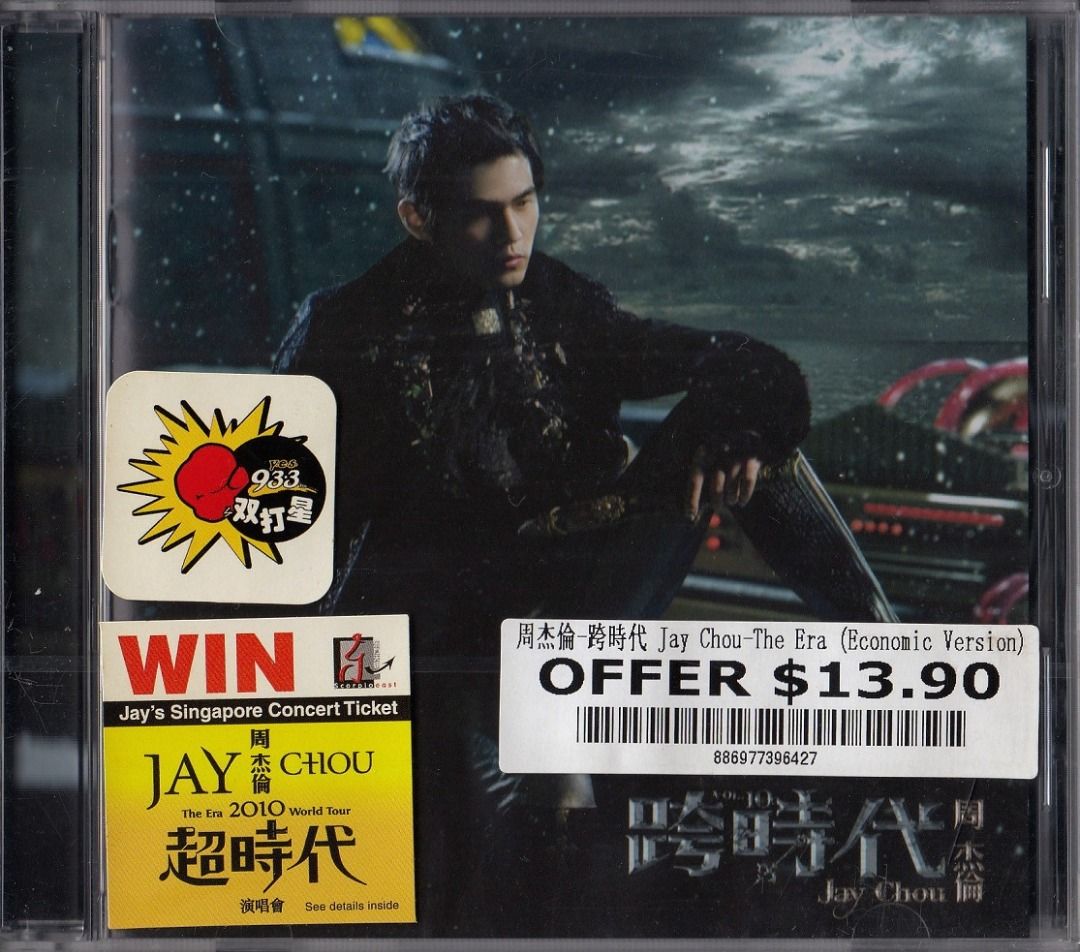 yes
933
双打星
WIN
Scorpioeast
Jay's Singapore Concert Ticket
JAY 周杰倫 CHOU
The Era 2010 World Tour
超時代
演唱會 See details inside
周杰倫-跨時代 Jay Chou-The Era (Economic Version)
OFFER $13.90
886977396427
跨時代 周杰倫
Jay Chou